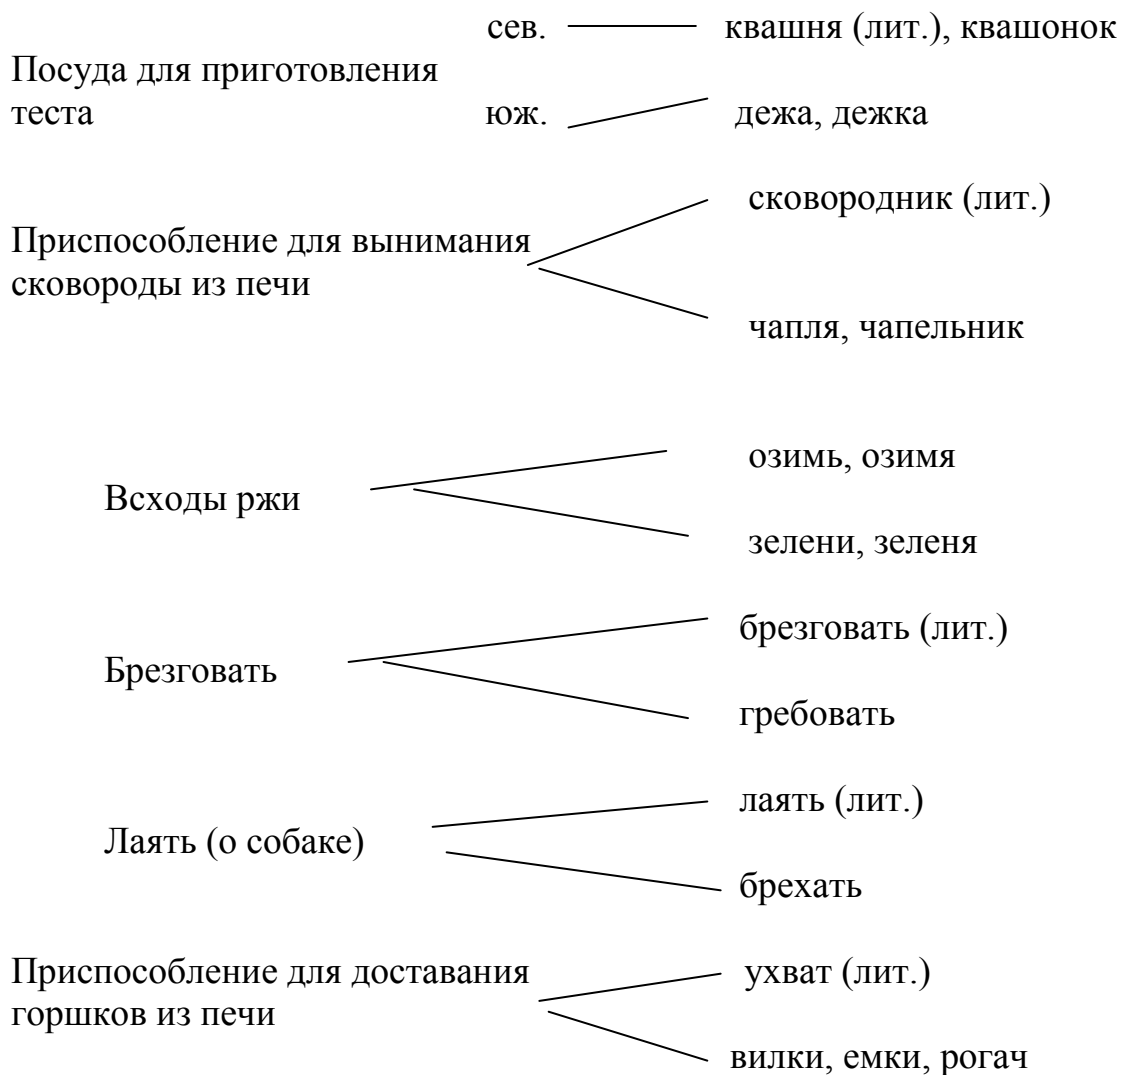 сев. квашня (лит.), квашонок
Посуда для приготовления
теста юж. дежа, дежка
сковородник (лит.)
Приспособление для вынимания
сковороды из печи
чапля, чапельник
озимь, озимя
Всходы ржи
зелени, зеленя
брезговать (лит.)
Брезговать
гребовать
лаять (лит.)
Лаять (о собаке)
брехать
Приспособление для доставания ухват (лит.)
горшков из печи
вилки, емки, рогач